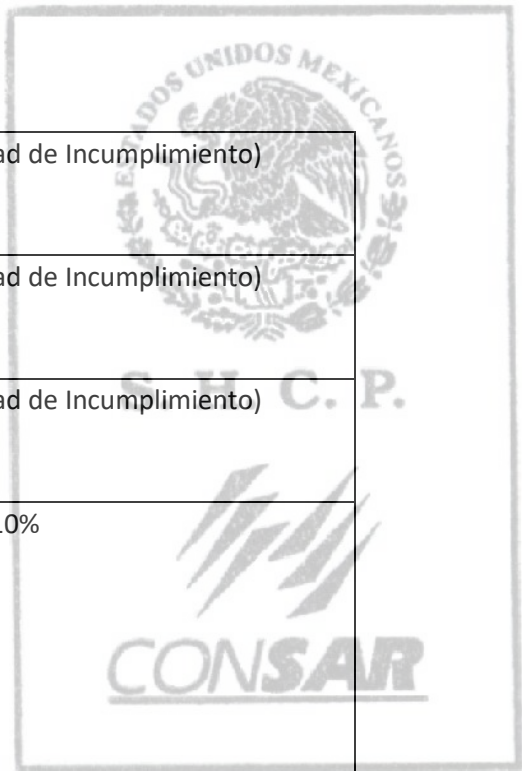 ESTADOS UNIDOS MEXICANOS
ad de Incumplimiento)
ad de Incumplimiento)
S. H. C. P.
ad de Incumplimiento)
10%
CONSAR